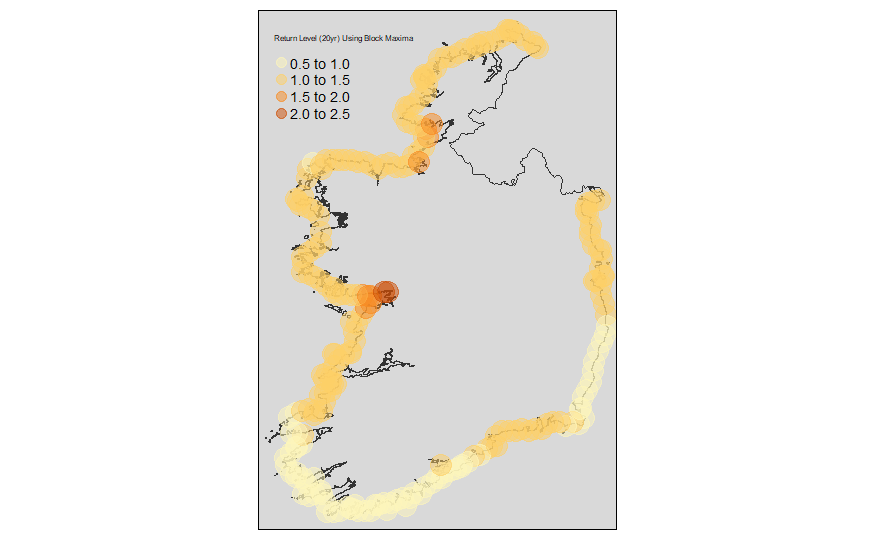 Return Level (20yr) Using Block Maxima
0.5 to 1.0
1.0 to 1.5
1.5 to 2.0
2.0 to 2.5